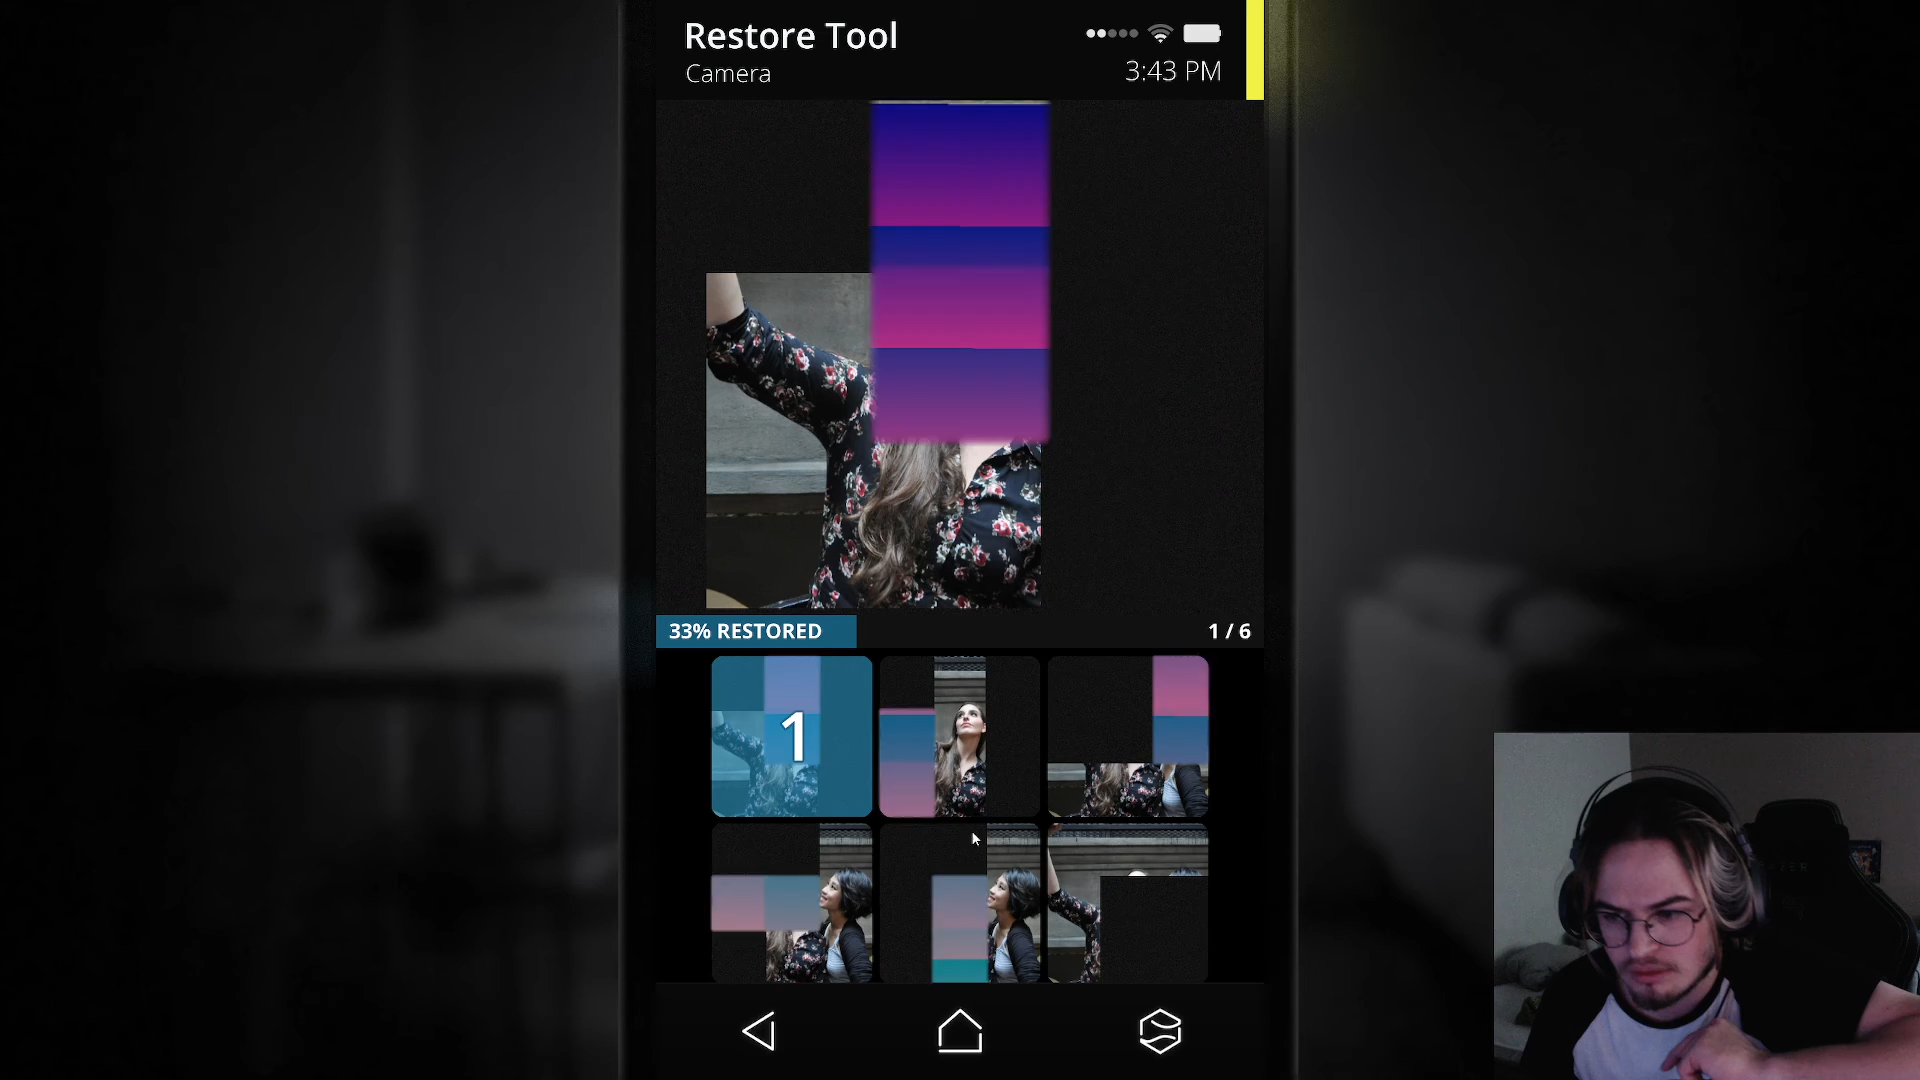 Restore Tool
Camera
3:43 PM
33% RESTORED
1 / 6
1